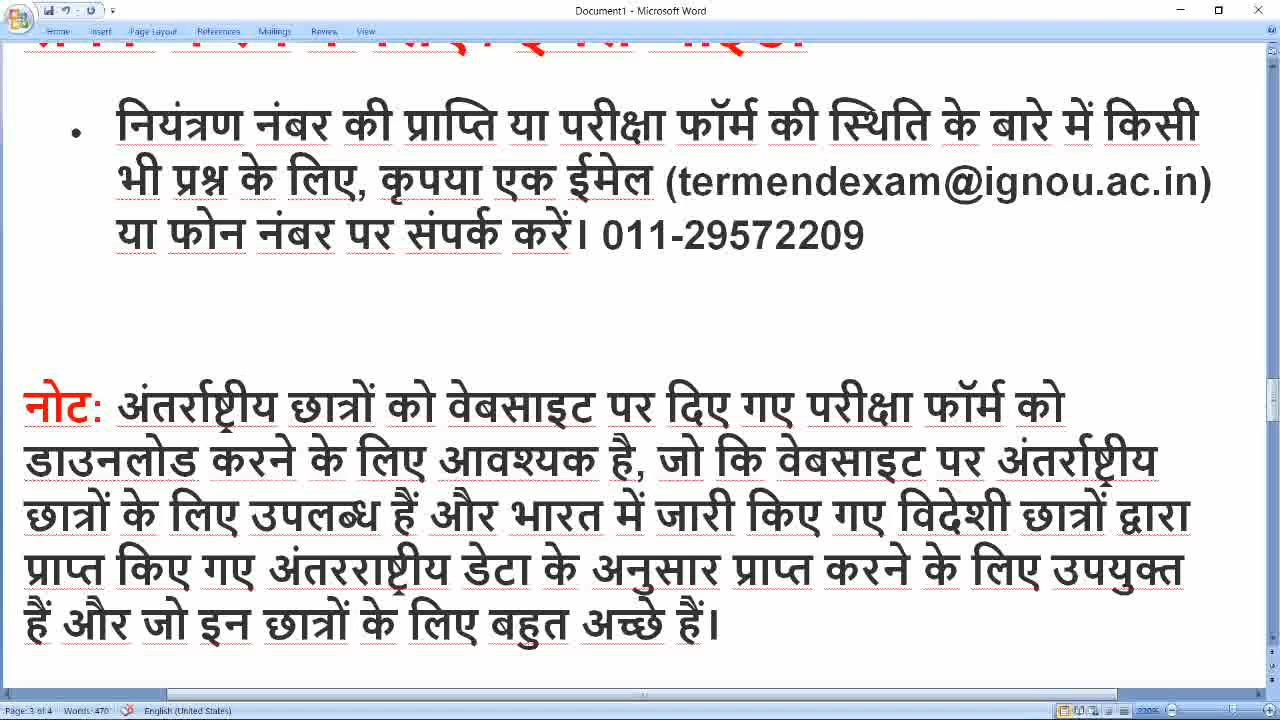 Document1 - Microsoft Word
Home Insert Page Layout References Mailings Review View
• नियंत्रण नंबर की प्राप्ति या परीक्षा फॉर्म की स्थिति के बारे में किसी
भी प्रश्न के लिए, कृपया एक ईमेल (termendexam@ignou.ac.in)
या फोन नंबर पर संपर्क करें। 011-29572209
नोट: अंतर्राष्ट्रीय छात्रों को वेबसाइट पर दिए गए परीक्षा फॉर्म को
डाउनलोड करने के लिए आवश्यक है, जो कि वेबसाइट पर अंतर्राष्ट्रीय
छात्रों के लिए उपलब्ध हैं और भारत में जारी किए गए विदेशी छात्रों द्वारा
प्राप्त किए गए अंतरराष्ट्रीय डेटा के अनुसार प्राप्त करने के लिए उपयुक्त
हैं और जो इन छात्रों के लिए बहुत अच्छे हैं।
Page: 3 of 4 Words: 470 English (United States) 220%